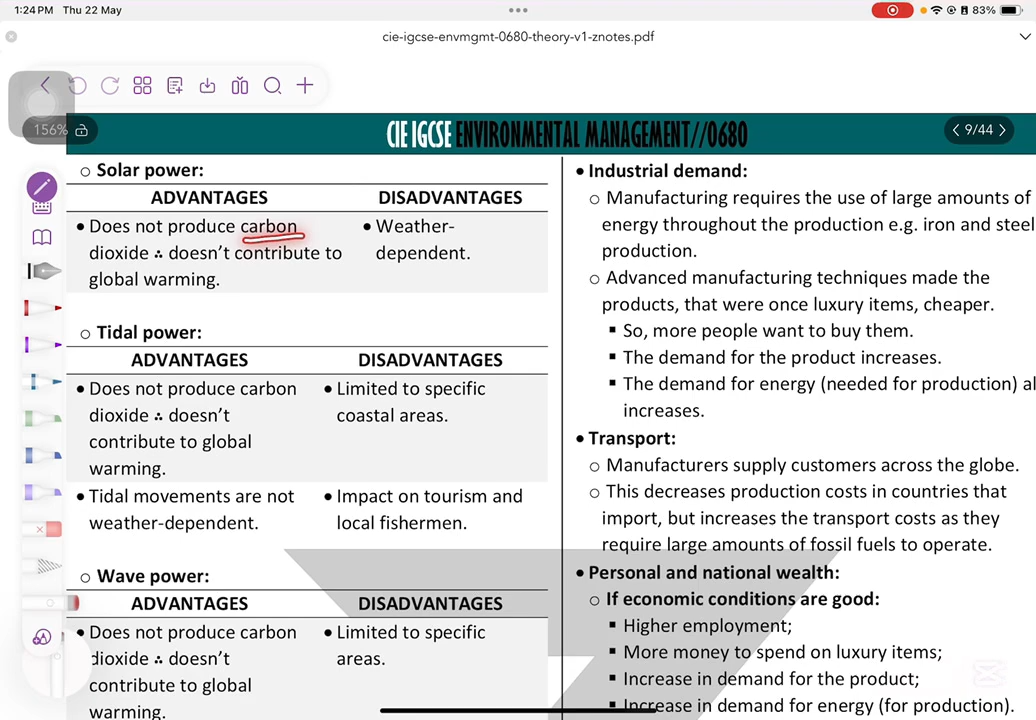 1:24 PM Thu 22 May
83%
cie-igcse-envmgmt-0680-theory-v1-znotes.pdf
156%
CIE IGCSE ENVIRONMENTAL MANAGEMENT//0680
9/44
○ Solar power:
ADVANTAGES DISADVANTAGES
• Does not produce carbon • Weather-
dioxide ∴ doesn't contribute to dependent.
global warming.
○ Tidal power:
ADVANTAGES DISADVANTAGES
• Does not produce carbon • Limited to specific
dioxide ∴ doesn't coastal areas.
contribute to global
warming.
• Tidal movements are not • Impact on tourism and
weather-dependent. local fishermen.
○ Wave power:
ADVANTAGES DISADVANTAGES
• Does not produce carbon • Limited to specific
dioxide ∴ doesn't areas.
contribute to global
warming.
• Industrial demand:
○ Manufacturing requires the use of large amounts of
energy throughout the production e.g. iron and steel
production.
○ Advanced manufacturing techniques made the
products, that were once luxury items, cheaper.
▪ So, more people want to buy them.
▪ The demand for the product increases.
▪ The demand for energy (needed for production) al
increases.
• Transport:
○ Manufacturers supply customers across the globe.
○ This decreases production costs in countries that
import, but increases the transport costs as they
require large amounts of fossil fuels to operate.
• Personal and national wealth:
○ If economic conditions are good:
▪ Higher employment;
▪ More money to spend on luxury items;
▪ Increase in demand for the product;
▪ Increase in demand for energy (for production).